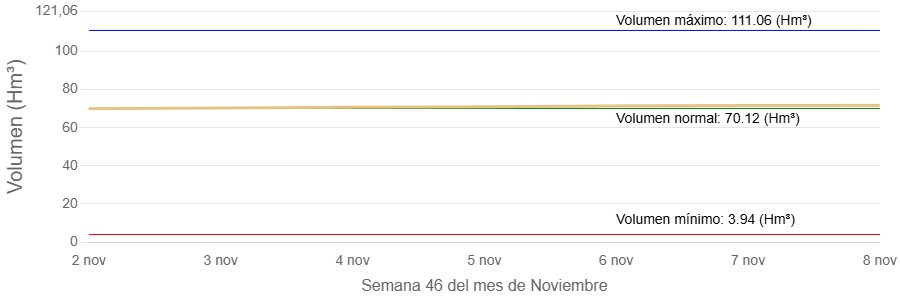 121,06
Volumen máximo: 111.06 (Hm³)
100
80
Volumen normal: 70.12 (Hm³)
60
40
20
Volumen mínimo: 3.94 (Hm³)
0
Volumen (Hm³)
2 nov 3 nov 4 nov 5 nov 6 nov 7 nov 8 nov
Semana 46 del mes de Noviembre